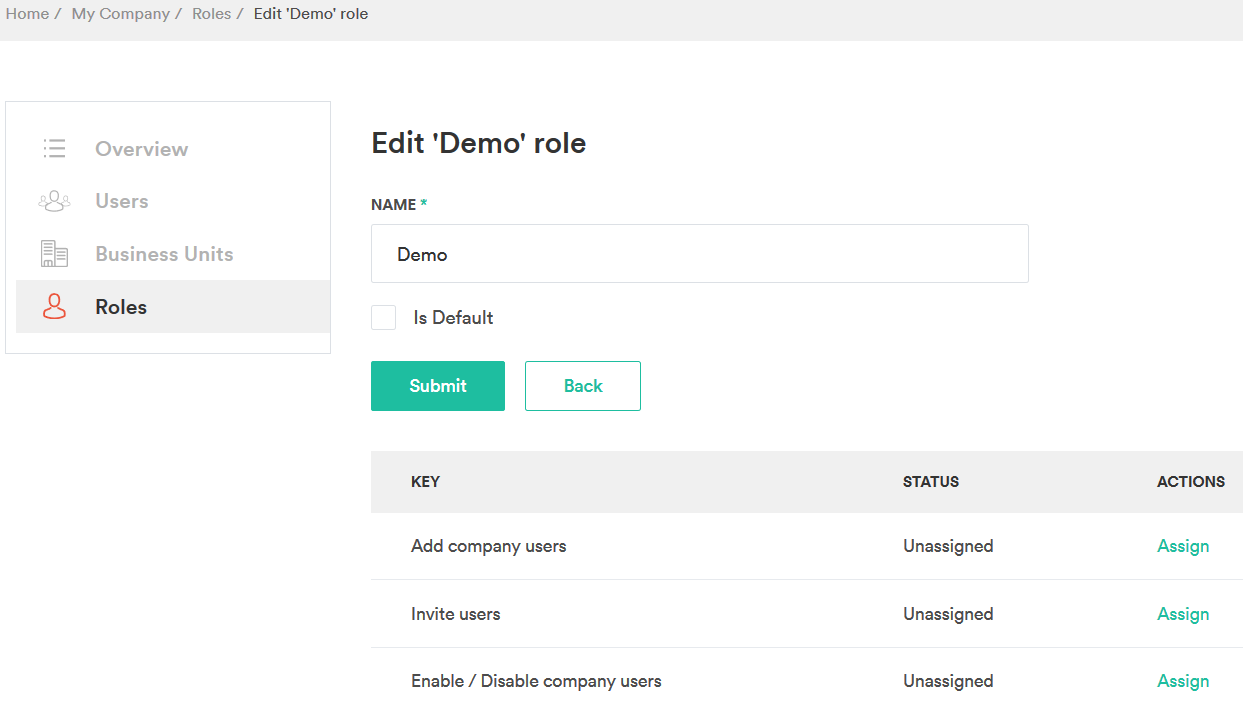 Home / My Company / Roles / Edit 'Demo' role
Overview
Users
Business Units
Roles
Edit 'Demo' role
NAME *
Demo
Is Default
Submit Back
KEY STATUS ACTIONS
Add company users Unassigned Assign
Invite users Unassigned Assign
Enable / Disable company users Unassigned Assign